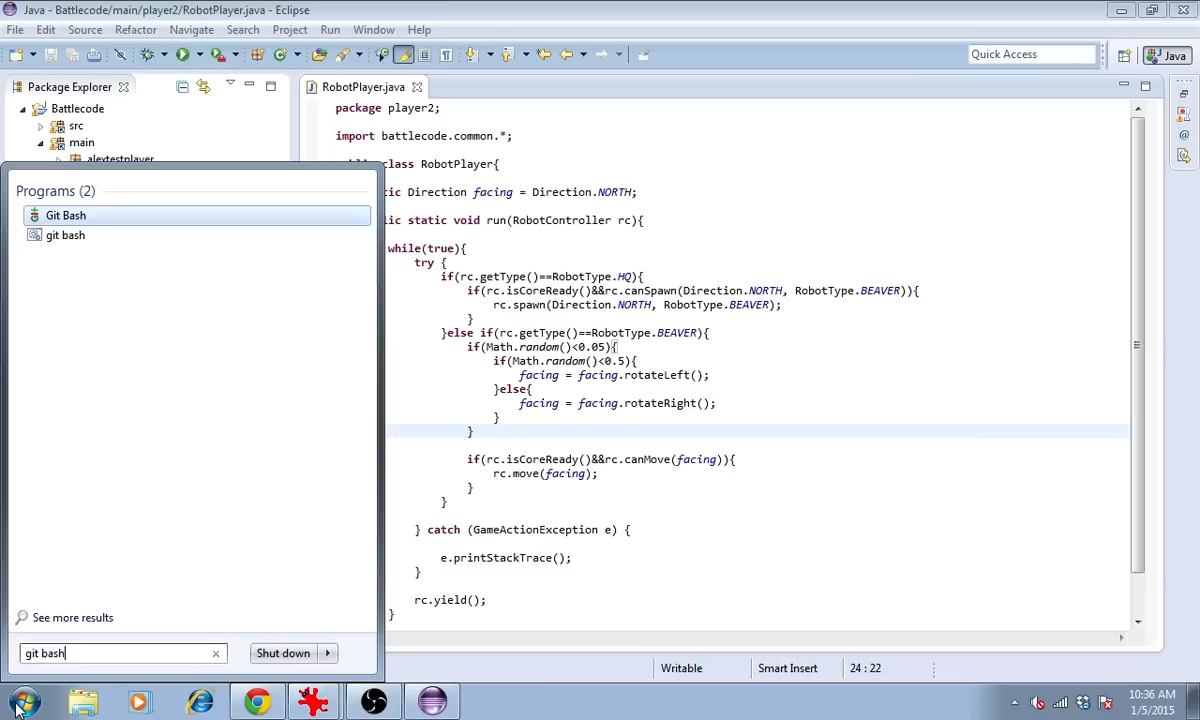 Java - Battlecode/main/player2/RobotPlayer.java - Eclipse
File Edit Source Refactor Navigate Search Project Run Window Help
Quick Access
Java
Package Explorer
RobotPlayer.java
Battlecode
src
main
alextestplayer
package player2;
import battlecode.common.*;
class RobotPlayer{
tic Direction facing = Direction.NORTH;
lic static void run(RobotController rc){
while(true){
try {
if(rc.getType()==RobotType.HQ){
if(rc.isCoreReady()&&rc.canSpawn(Direction.NORTH, RobotType.BEAVER)){
rc.spawn(Direction.NORTH, RobotType.BEAVER);
}
}else if(rc.getType()==RobotType.BEAVER){
if(Math.random()<0.05){
if(Math.random()<0.5){
facing = facing.rotateLeft();
}else{
facing = facing.rotateRight();
}
}
if(rc.isCoreReady()&&rc.canMove(facing)){
rc.move(facing);
}
}
} catch (GameActionException e) {
e.printStackTrace();
}
rc.yield();
}
Programs (2)
Git Bash
git bash
See more results
git bash
Shut down
Writable
Smart Insert
24 : 22
10:36 AM
1/5/2015